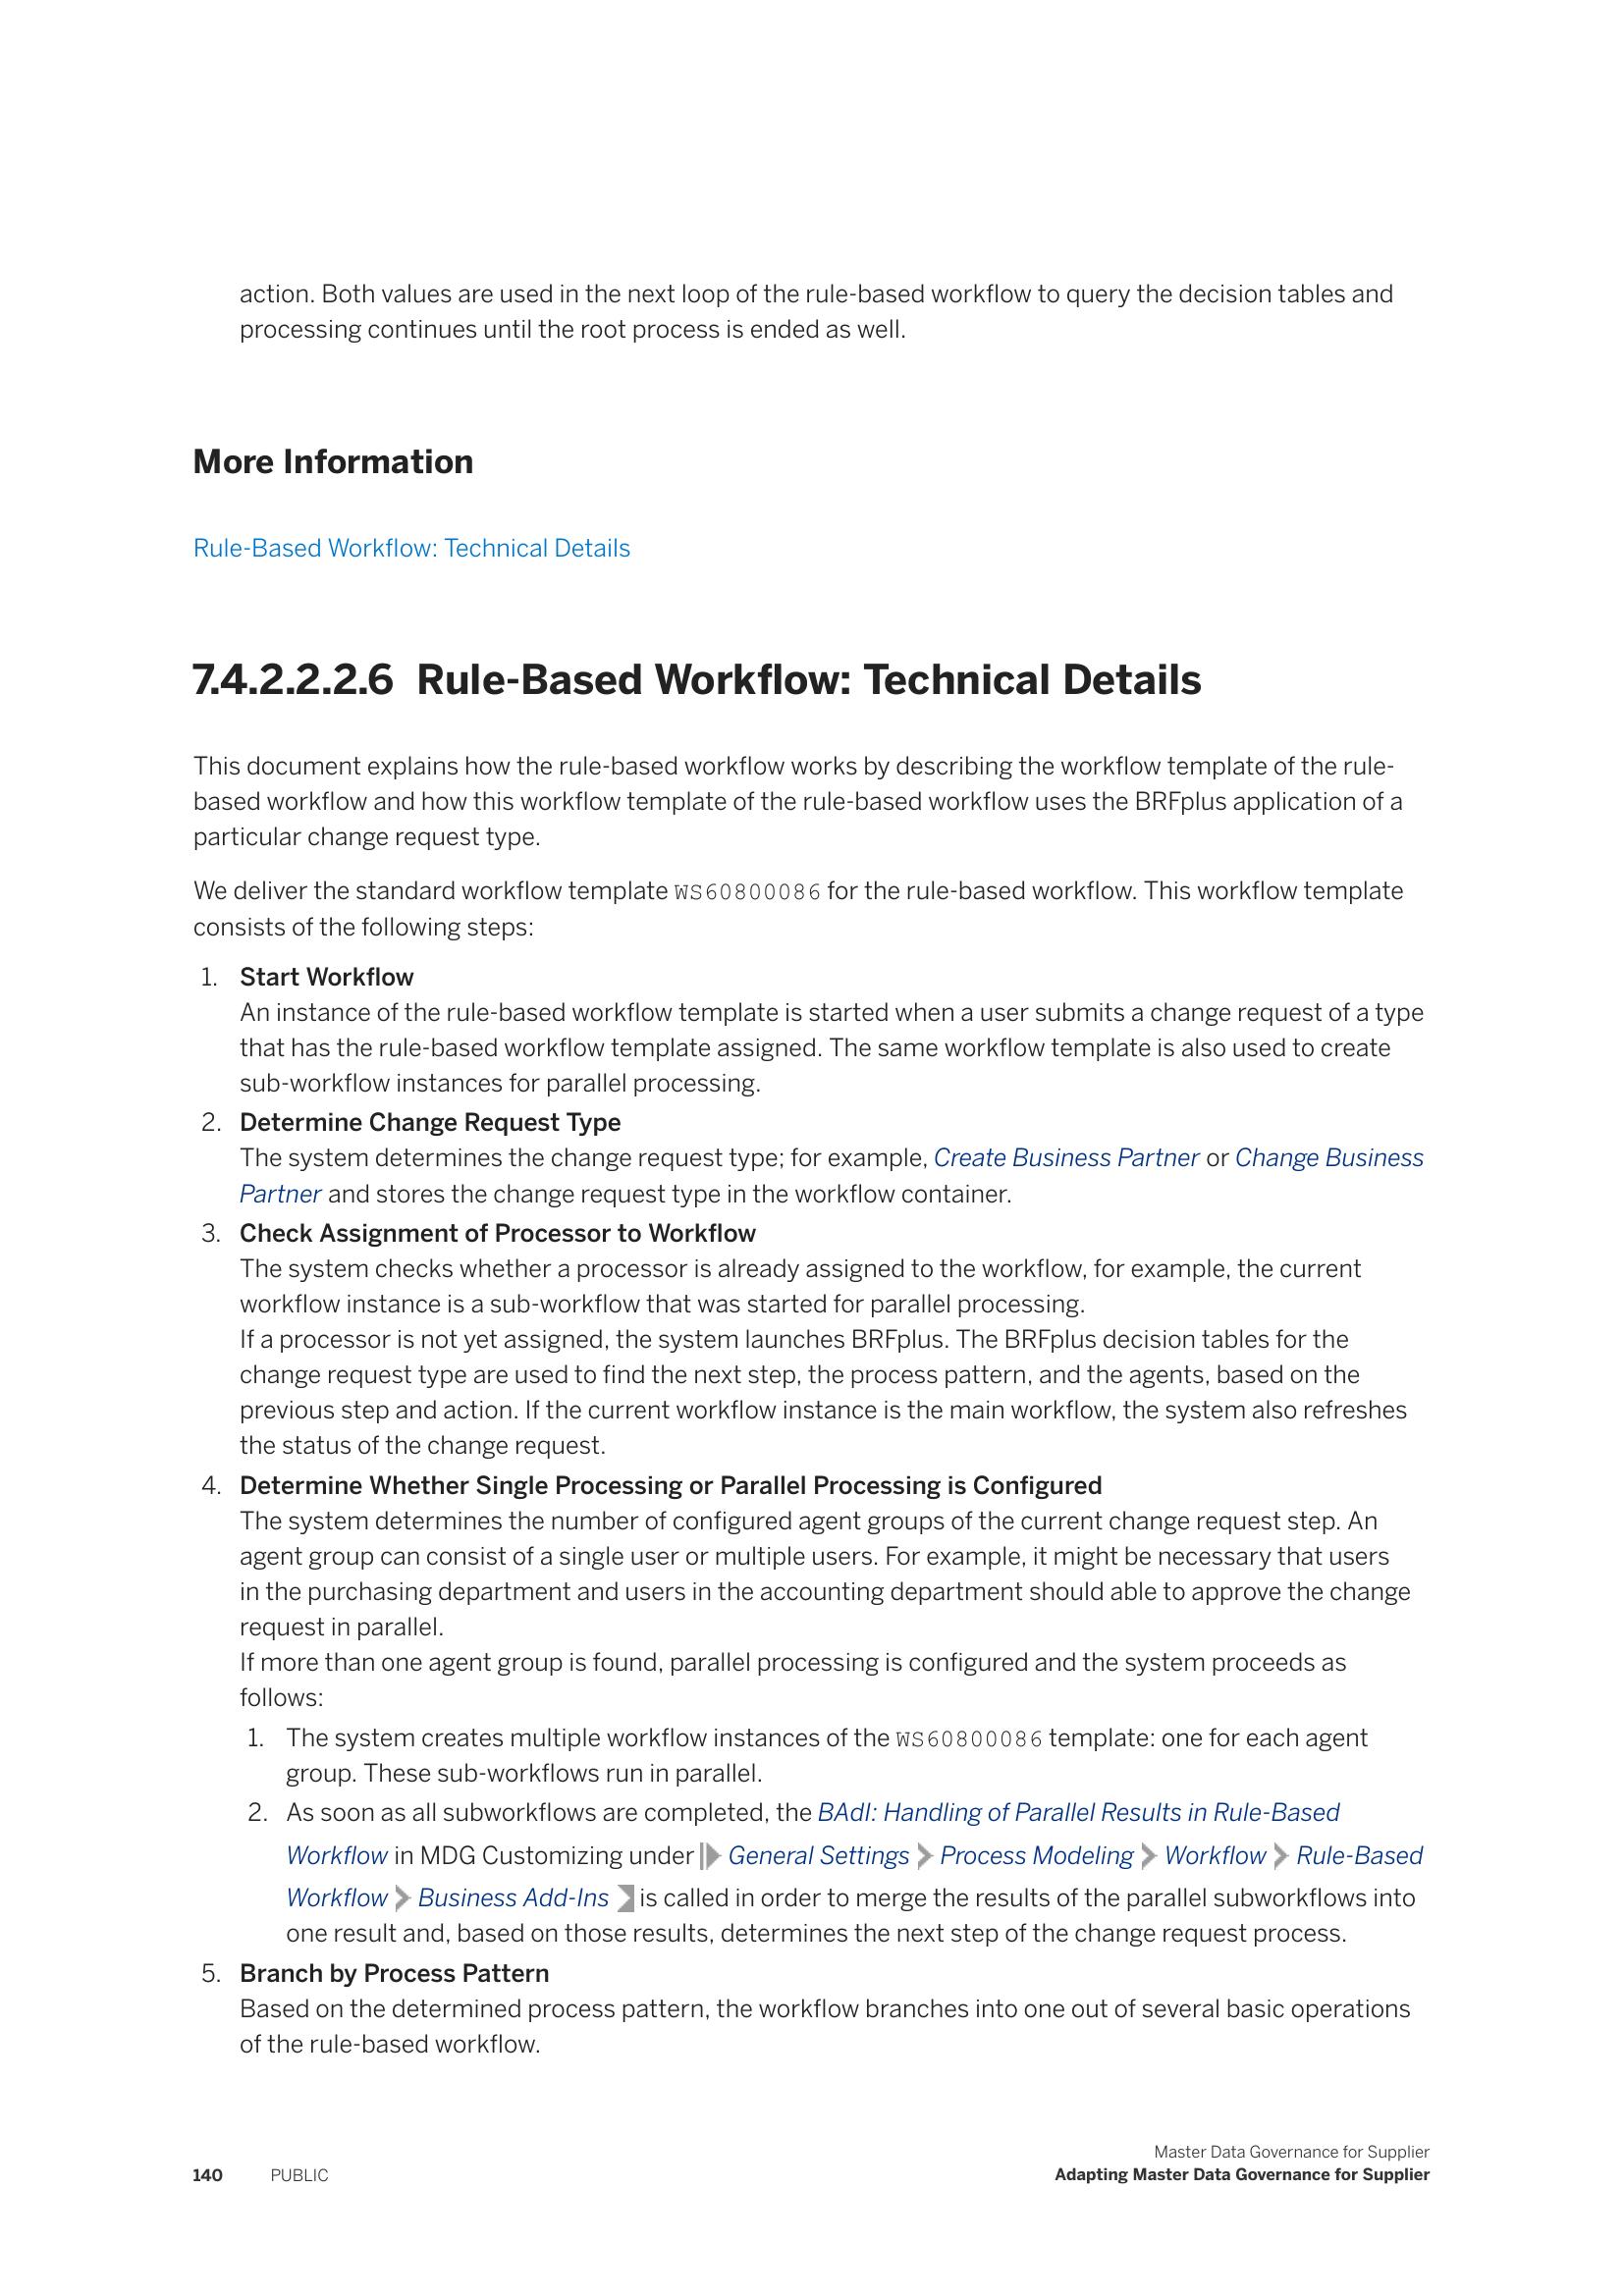 action. Both values are used in the next loop of the rule-based workflow to query the decision tables and
processing continues until the root process is ended as well.
More Information
Rule-Based Workflow: Technical Details
7.4.2.2.2.6 Rule-Based Workflow: Technical Details
This document explains how the rule-based workflow works by describing the workflow template of the rule-
based workflow and how this workflow template of the rule-based workflow uses the BRFplus application of a
particular change request type.
We deliver the standard workflow template WS60800086 for the rule-based workflow. This workflow template
consists of the following steps:
1. Start Workflow
An instance of the rule-based workflow template is started when a user submits a change request of a type
that has the rule-based workflow template assigned. The same workflow template is also used to create
sub-workflow instances for parallel processing.
2. Determine Change Request Type
The system determines the change request type; for example, Create Business Partner or Change Business
Partner and stores the change request type in the workflow container.
3. Check Assignment of Processor to Workflow
The system checks whether a processor is already assigned to the workflow, for example, the current
workflow instance is a sub-workflow that was started for parallel processing.
If a processor is not yet assigned, the system launches BRFplus. The BRFplus decision tables for the
change request type are used to find the next step, the process pattern, and the agents, based on the
previous step and action. If the current workflow instance is the main workflow, the system also refreshes
the status of the change request.
4. Determine Whether Single Processing or Parallel Processing is Configured
The system determines the number of configured agent groups of the current change request step. An
agent group can consist of a single user or multiple users. For example, it might be necessary that users
in the purchasing department and users in the accounting department should able to approve the change
request in parallel.
If more than one agent group is found, parallel processing is configured and the system proceeds as
follows:
1. The system creates multiple workflow instances of the WS60800086 template: one for each agent
group. These sub-workflows run in parallel.
2. As soon as all subworkflows are completed, the BAdI: Handling of Parallel Results in Rule-Based
Workflow in MDG Customizing under General Settings Process Modeling Workflow Rule-Based
Workflow Business Add-Ins is called in order to merge the results of the parallel subworkflows into
one result and, based on those results, determines the next step of the change request process.
5. Branch by Process Pattern
Based on the determined process pattern, the workflow branches into one out of several basic operations
of the rule-based workflow.
Master Data Governance for Supplier
140 PUBLIC Adapting Master Data Governance for Supplier